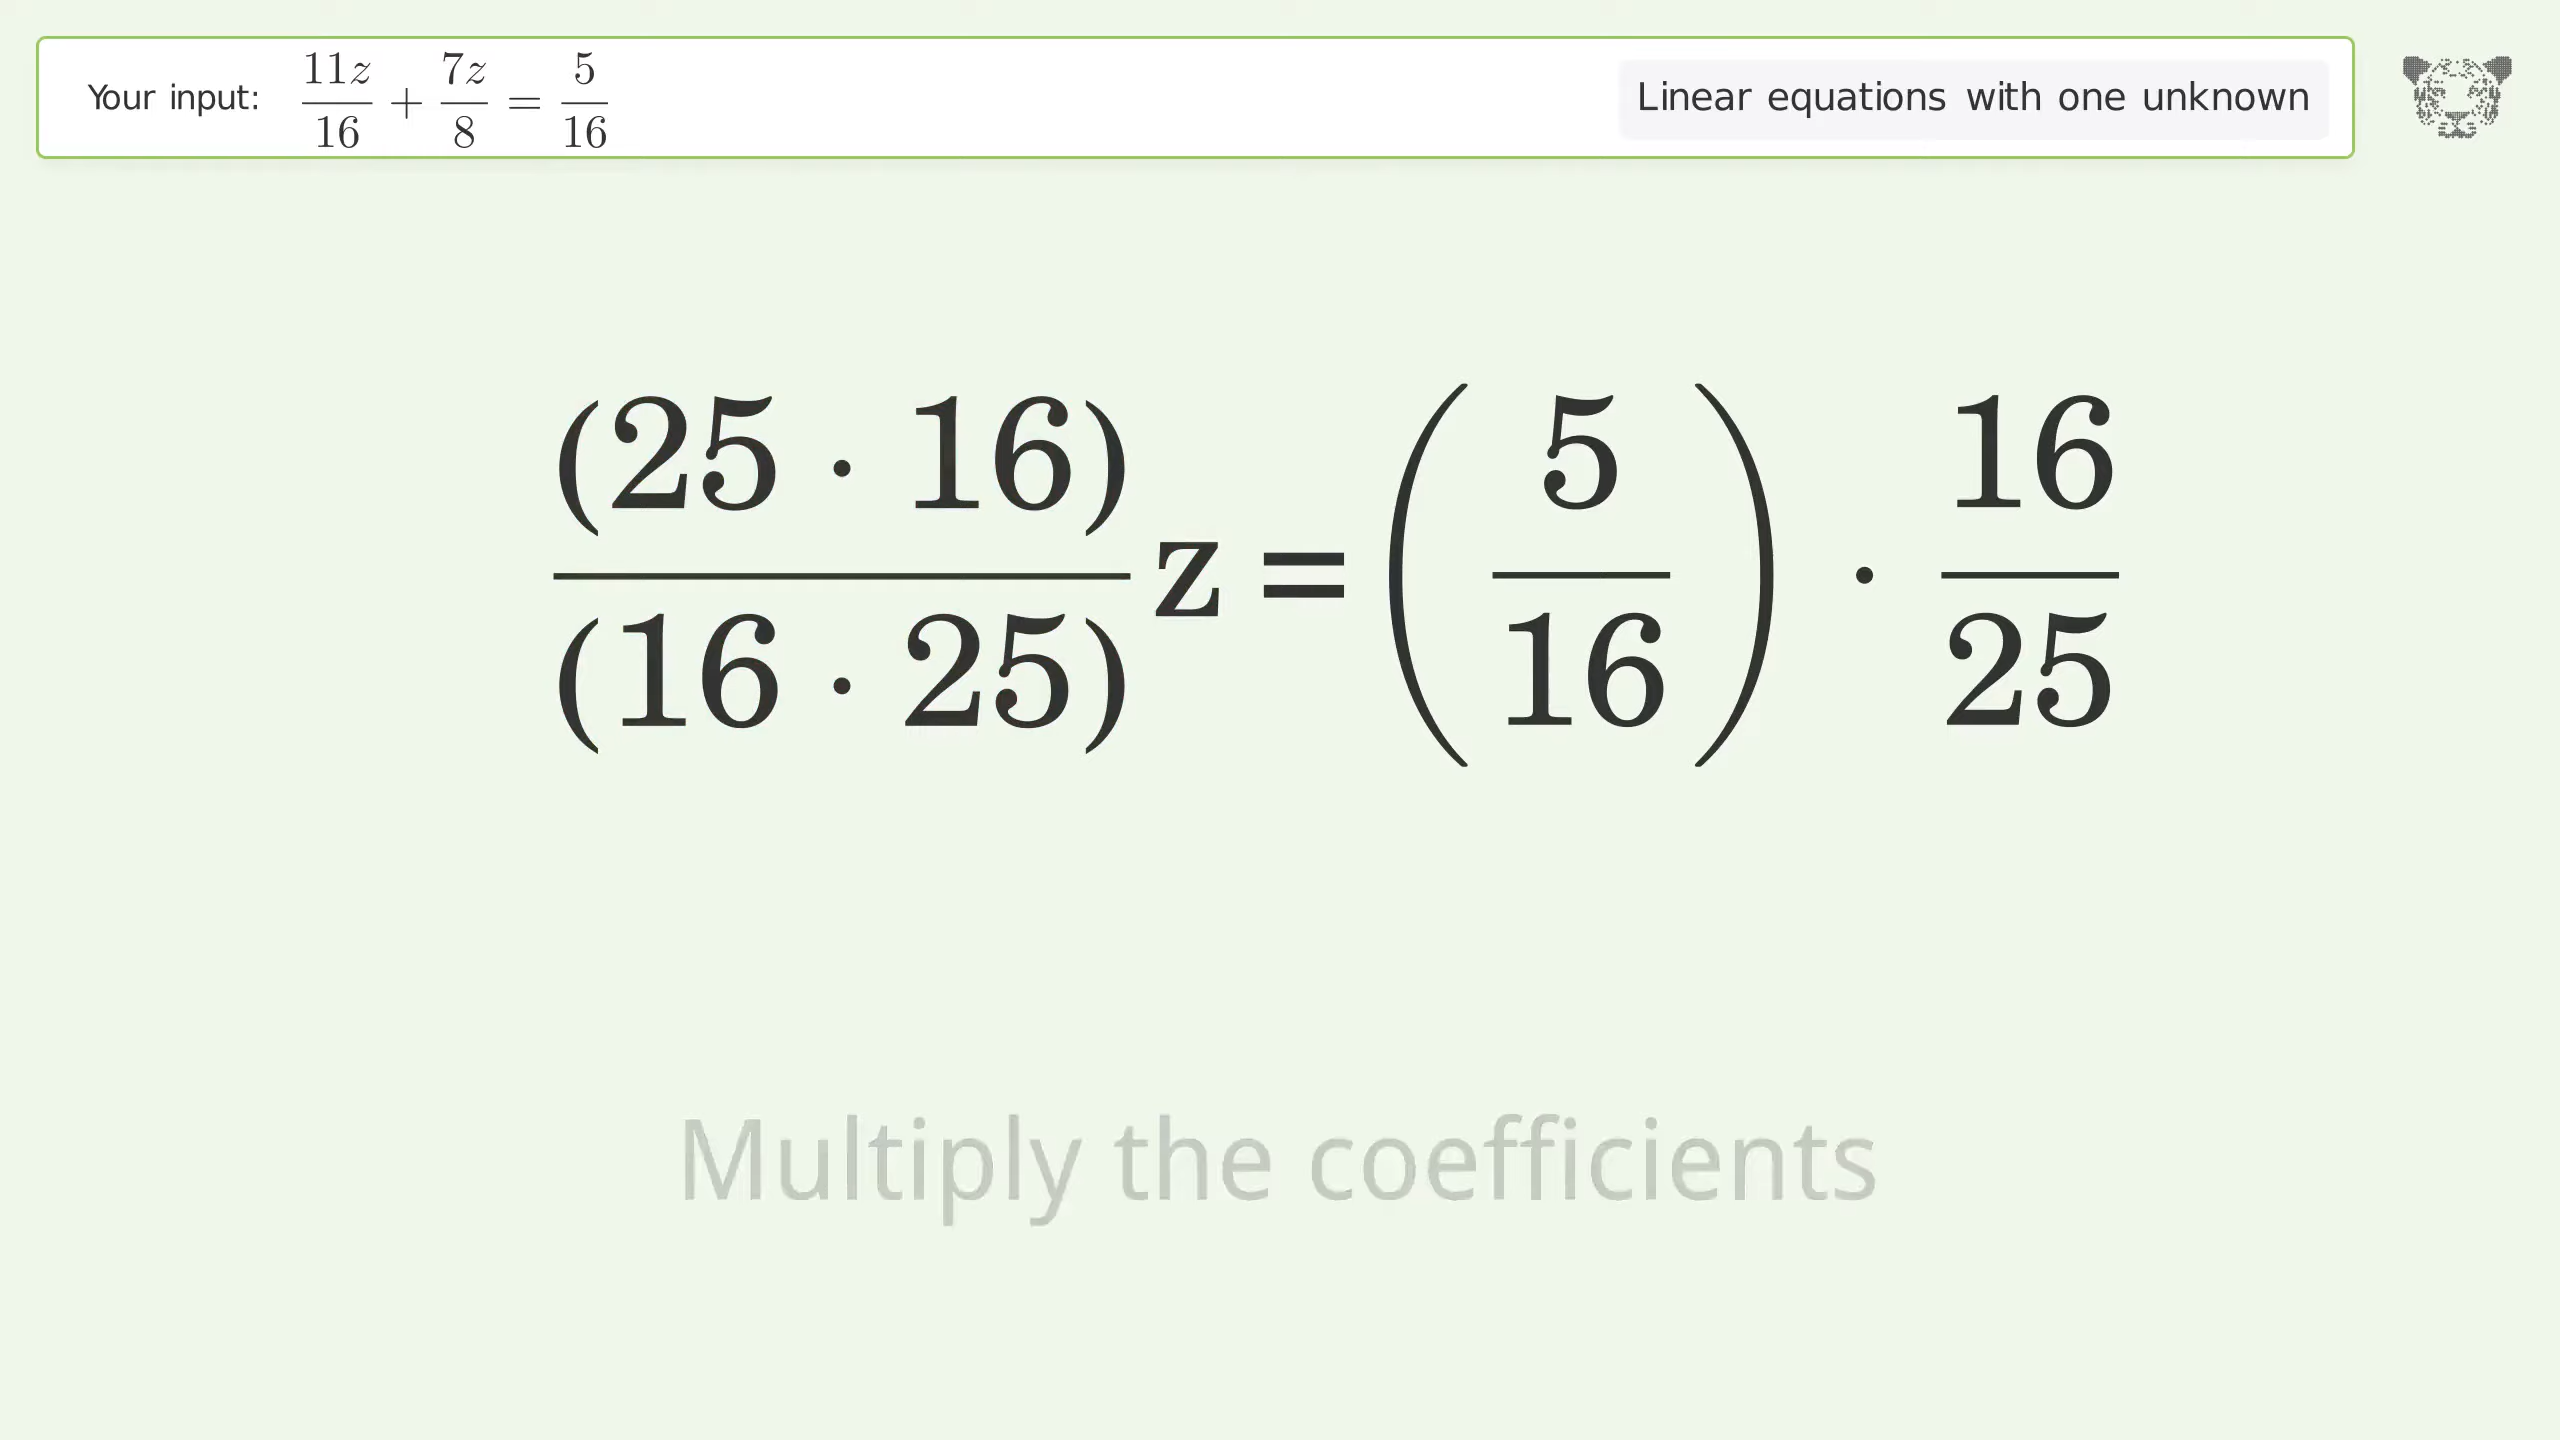 Your input: 11z/16 + 7z/8 = 5/16
Linear equations with one unknown
(25 · 16)/(16 · 25) z = (5/16) · 16/25
Multiply the coefficients